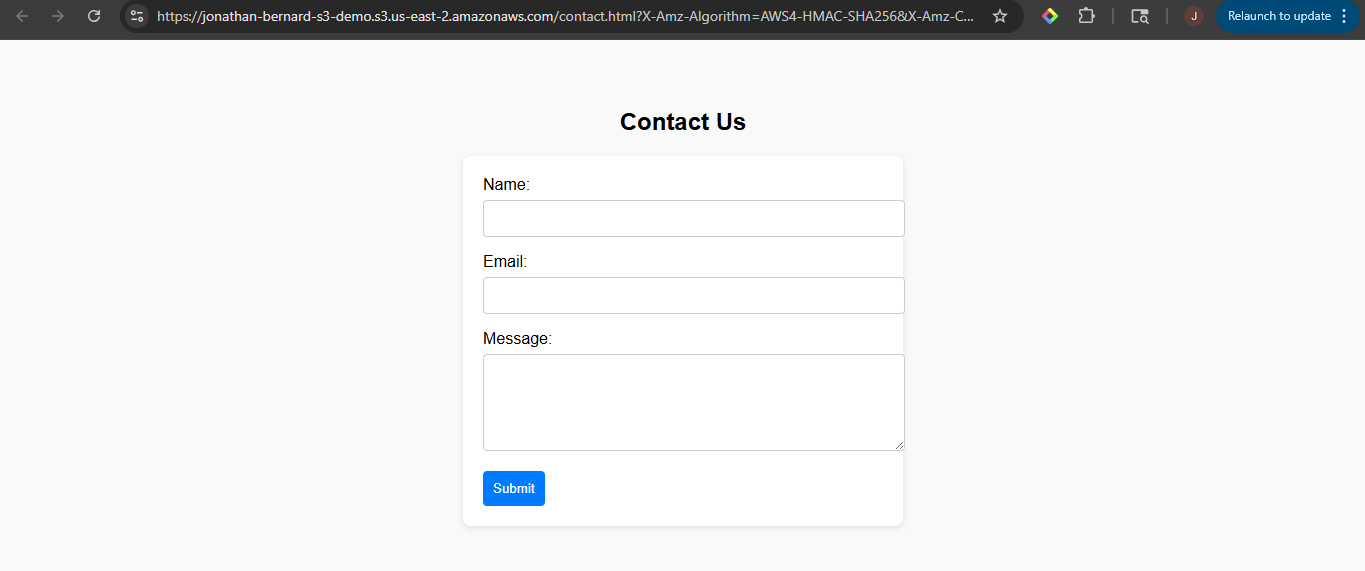 https://jonathan-bernard-s3-demo.s3.us-east-2.amazonaws.com/contact.html?X-Amz-Algorithm=AWS4-HMAC-SHA256&X-Amz-C...
J
Relaunch to update
Contact Us
Name:
Email:
Message:
Submit